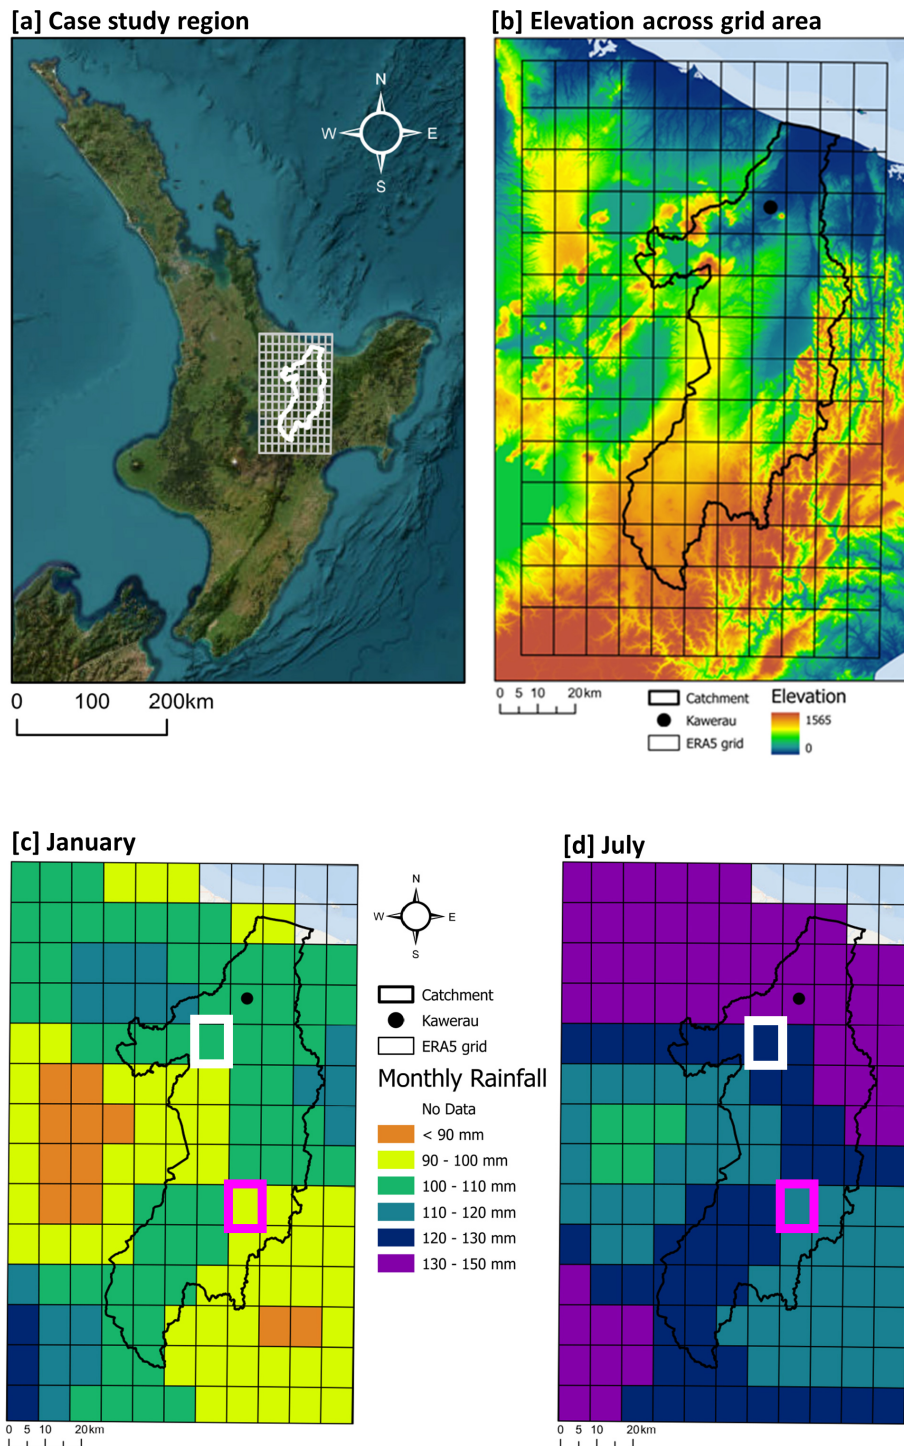 [a] Case study region
[b] Elevation across grid area
N
W
E
S
0 100 200km
0 5 10 20km
Catchment
Kawerau
ERA5 grid
Elevation
1565
0
[c] January
[d] July
N
W
E
S
Catchment
Kawerau
ERA5 grid
Monthly Rainfall
No Data
< 90 mm
90 - 100 mm
100 - 110 mm
110 - 120 mm
120 - 130 mm
130 - 150 mm
0 5 10 20km
0 5 10 20km